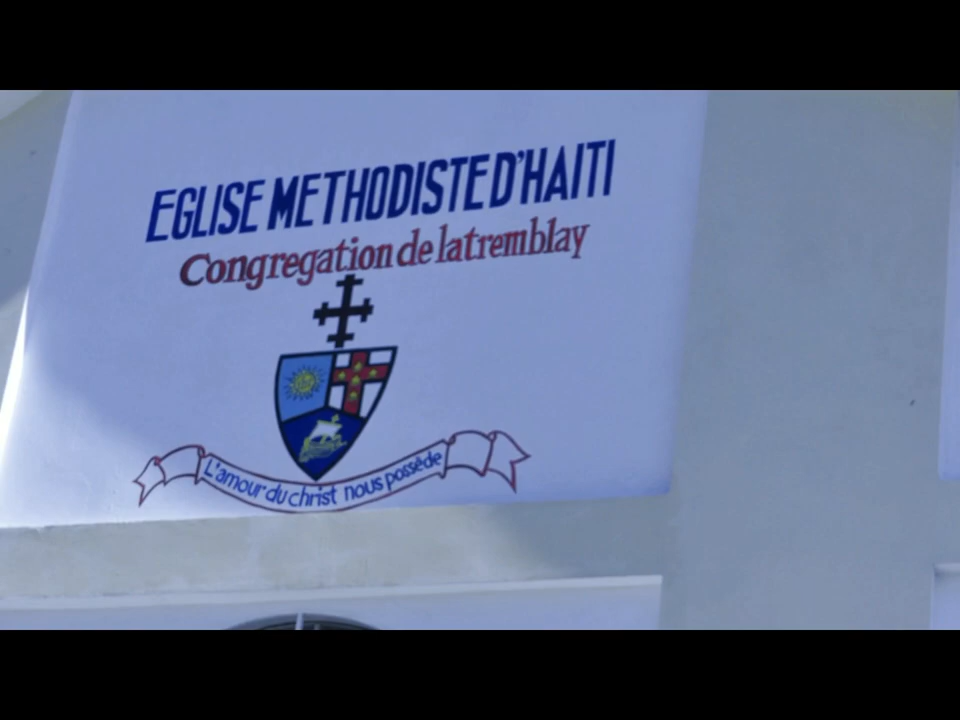 EGLISE METHODISTE D'HAITI
Congregation de latremblay
L'amour du christ nous possède